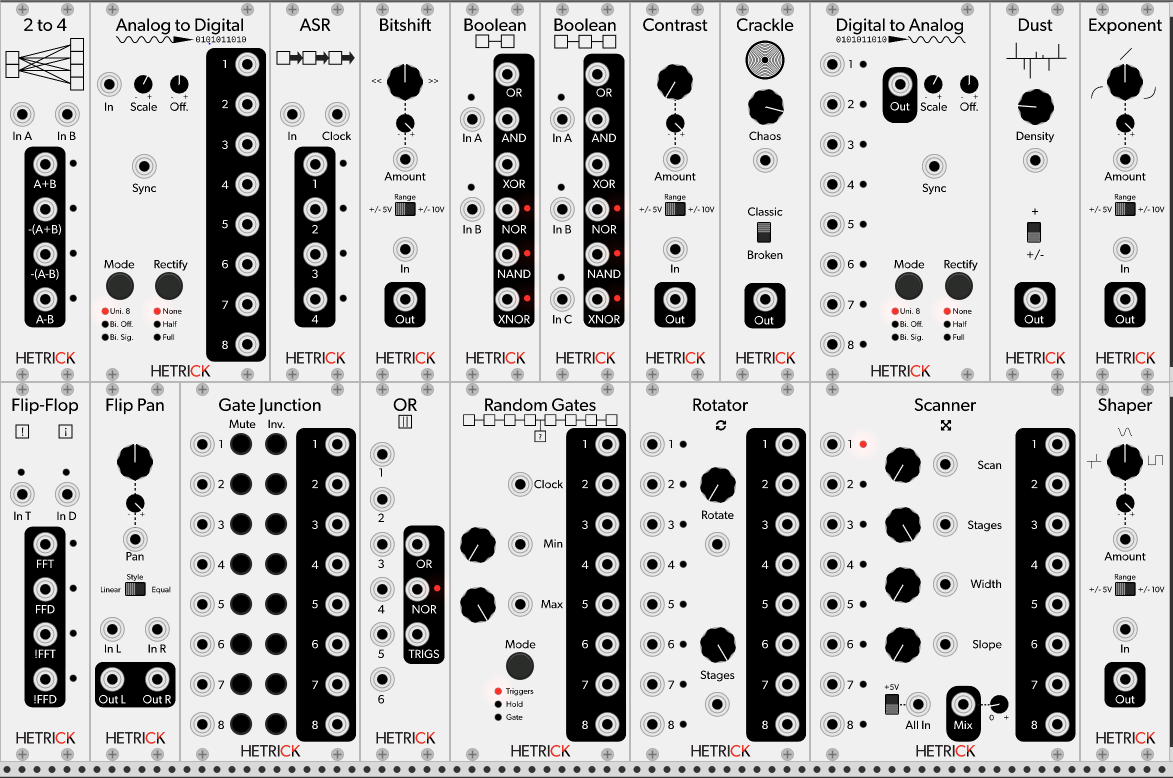 2 to 4
In A In B
A+B
-(A+B)
-(A-B)
A-B
HETRICK
Analog to Digital
0101011010
In Scale Off.
- + - +
Sync
Mode Rectify
Uni. 8 None
Bi. Off. Half
Bi. Sig. Full
1
2
3
4
5
6
7
8
HETRICK
ASR
In Clock
1
2
3
4
HETRICK
Bitshift
<< >>
- +
Amount
Range
+/- 5V +/- 10V
In
Out
HETRICK
Boolean
In A
In B
OR
AND
XOR
NOR
NAND
XNOR
HETRICK
Boolean
In A
In B
In C
OR
AND
XOR
NOR
NAND
XNOR
HETRICK
Contrast
- +
Amount
Range
+/- 5V +/- 10V
In
Out
HETRICK
Crackle
Chaos
Classic
Broken
Out
HETRICK
Digital to Analog
0101011010
1
2
3
4
5
6
7
8
Out Scale Off.
- + - +
Sync
Mode Rectify
Uni. 8 None
Bi. Off. Half
Bi. Sig. Full
HETRICK
Dust
Density
+
+/-
Out
HETRICK
Exponent
- +
Amount
Range
+/- 5V +/- 10V
In
Out
HETRICK
Flip-Flop
! i
In T In D
FFT
FFD
!FFT
!FFD
HETRICK
Flip Pan
- +
Pan
Style
Linear Equal
In L In R
Out L Out R
HETRICK
Gate Junction
Mute Inv.
1 1
2 2
3 3
4 4
5 5
6 6
7 7
8 8
HETRICK
OR
1
2
3
4
5
6
OR
NOR
TRIGS
HETRICK
Random Gates
?
Clock
Min
Max
Mode
Triggers
Hold
Gate
1
2
3
4
5
6
7
8
HETRICK
Rotator
1 1
2 2
3 3
4 4
5 5
6 6
7 7
8 8
Rotate
Stages
HETRICK
Scanner
1 1
2 2
3 3
4 4
5 5
6 6
7 7
8 8
Scan
Stages
Width
Slope
+5V
All In Mix 0 +
HETRICK
Shaper
- +
Amount
Range
+/- 5V +/- 10V
In
Out
HETRICK